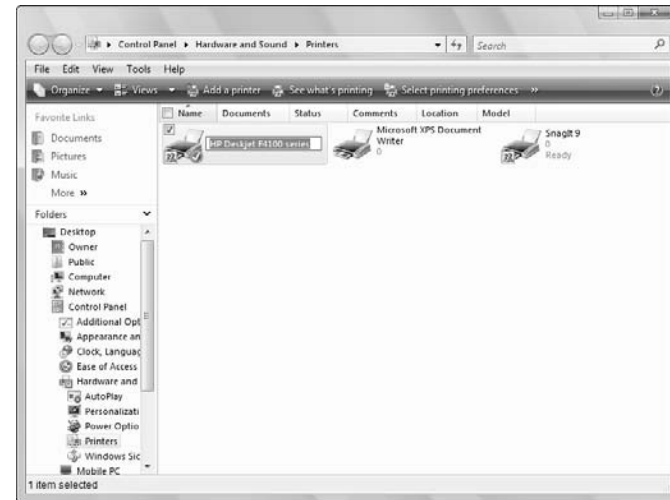 Control Panel ▸ Hardware and Sound ▸ Printers
Search
File Edit View Tools Help
Organize Views Add a printer See what's printing Select printing preferences »
Favorite Links
Documents
Pictures
Music
More »
Folders
Desktop
Owner
Public
Computer
Network
Control Panel
Additional Opt
Appearance an
Clock, Languag
Ease of Access
Hardware and
AutoPlay
Personalizati
Power Optio
Printers
Windows Sic
Mobile PC
Name Documents Status Comments Location Model
HP Deskjet F4100 series
Microsoft XPS Document
Writer
0
SnagIt 9
0
Ready
1 item selected